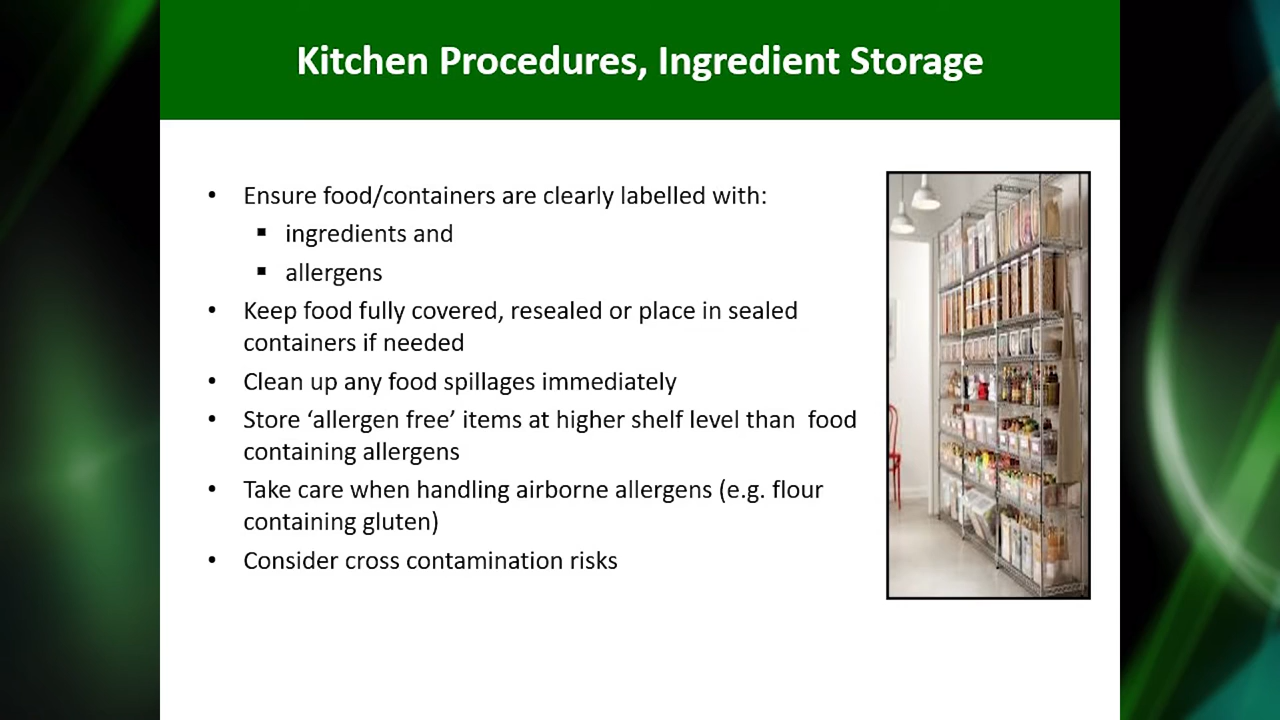 Kitchen Procedures, Ingredient Storage
• Ensure food/containers are clearly labelled with:
▪ ingredients and
▪ allergens
• Keep food fully covered, resealed or place in sealed
containers if needed
• Clean up any food spillages immediately
• Store ‘allergen free’ items at higher shelf level than  food
containing allergens
• Take care when handling airborne allergens (e.g. flour
containing gluten)
• Consider cross contamination risks